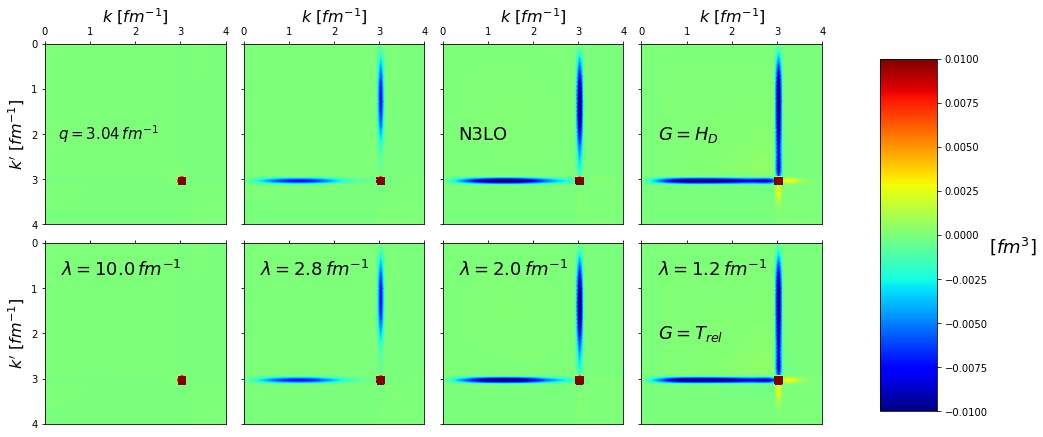 k [fm⁻¹] k [fm⁻¹] k [fm⁻¹] k [fm⁻¹]
0 1 2 3 4 0 1 2 3 4 0 1 2 3 4 0 1 2 3 4
0
1
2
3
4
k′ [fm⁻¹]
q = 3.04 fm⁻¹
N3LO
G = H_D
0
1
2
3
4
k′ [fm⁻¹]
λ = 10.0 fm⁻¹
λ = 2.8 fm⁻¹
λ = 2.0 fm⁻¹
λ = 1.2 fm⁻¹
G = T_rel
0.0100
0.0075
0.0050
0.0025
0.0000
−0.0025
−0.0050
−0.0075
−0.0100
[fm³]